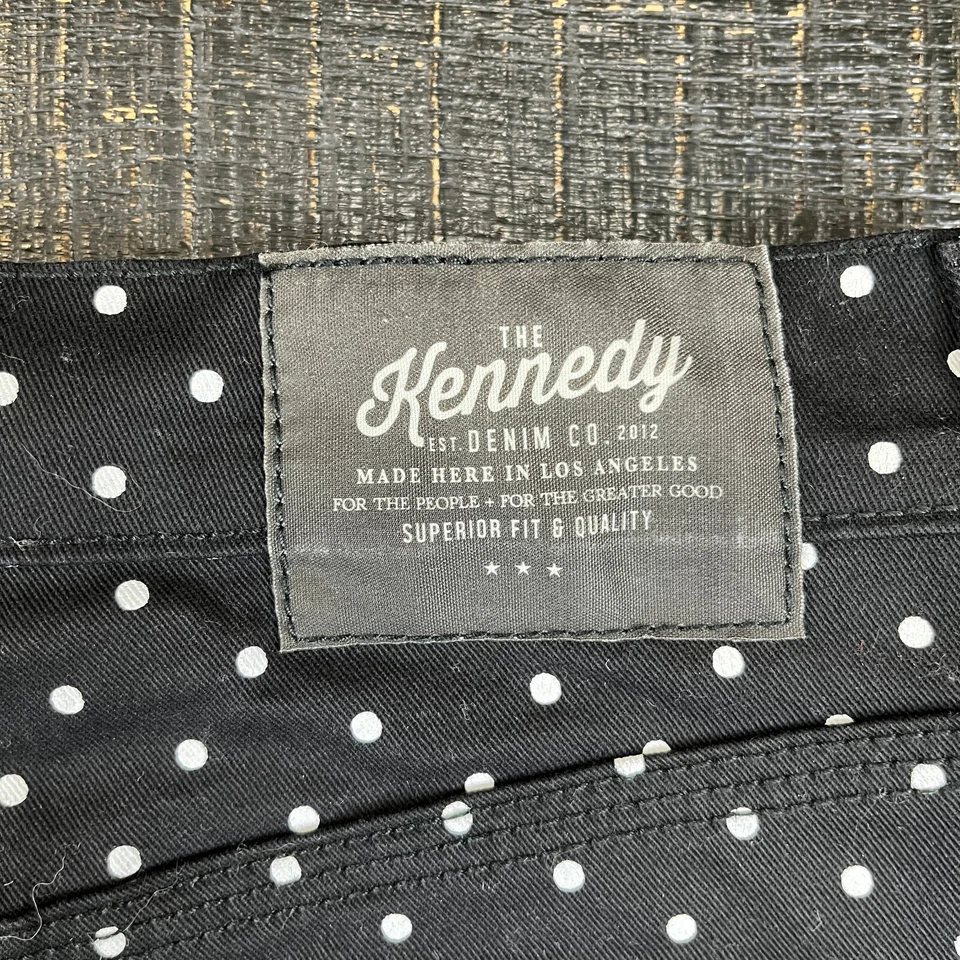 THE
Kennedy
EST DENIM CO. 2012
MADE HERE IN LOS ANGELES
FOR THE PEOPLE + FOR THE GREATER GOOD
SUPERIOR FIT & QUALITY